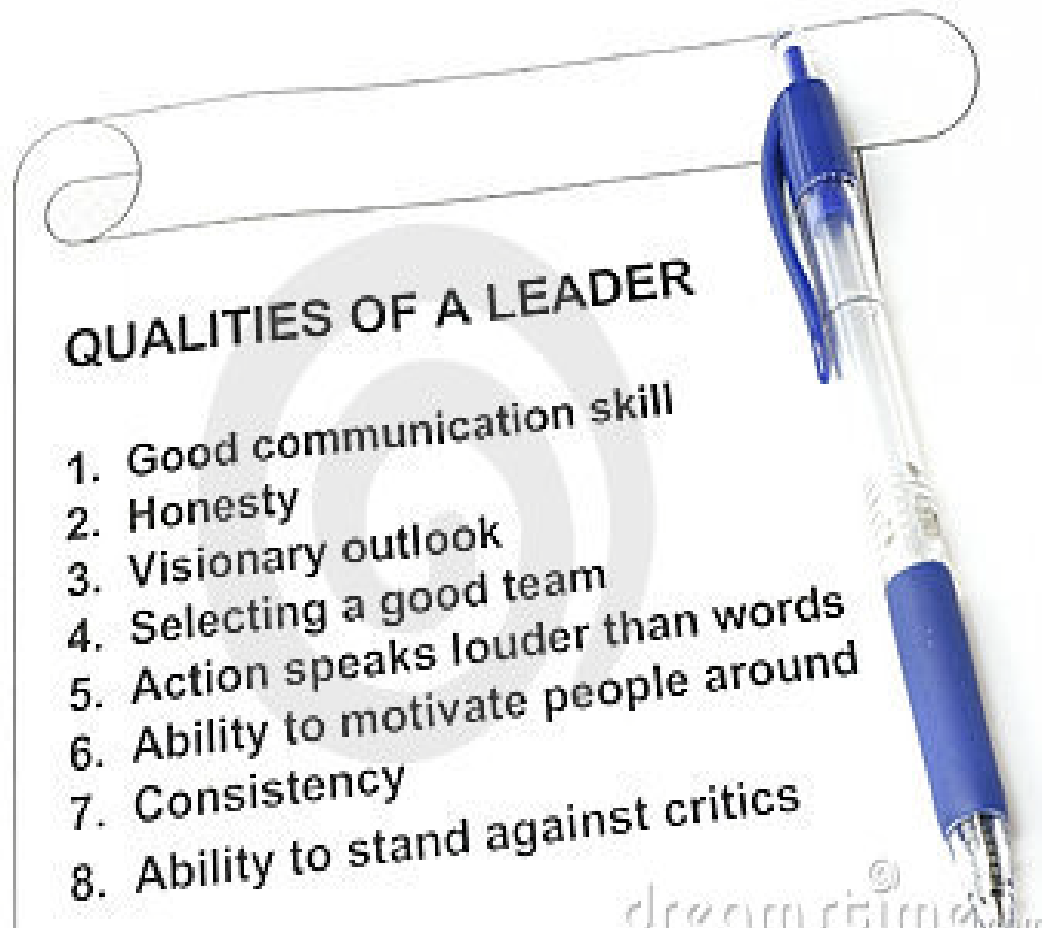 QUALITIES OF A LEADER
1. Good communication skill
2. Honesty
3. Visionary outlook
4. Selecting a good team
5. Action speaks louder than words
6. Ability to motivate people around
7. Consistency
8. Ability to stand against critics